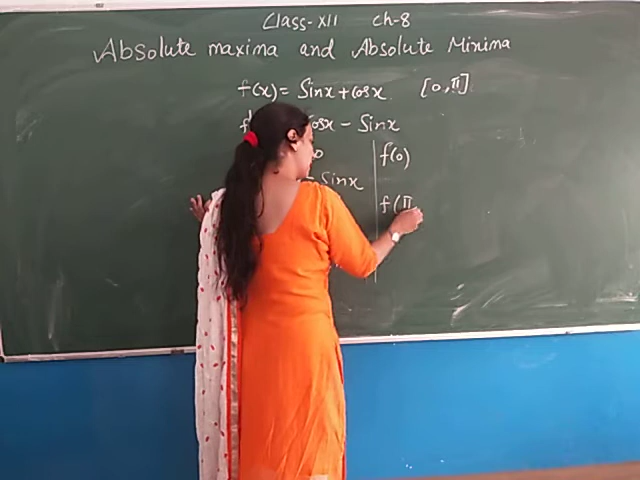 Class-XII Ch-8
Absolute maxima and Absolute Minima
f(x) = Sinx + Cosx [0,π]
Cosx - Sinx
f(0)
Sinx
f(π